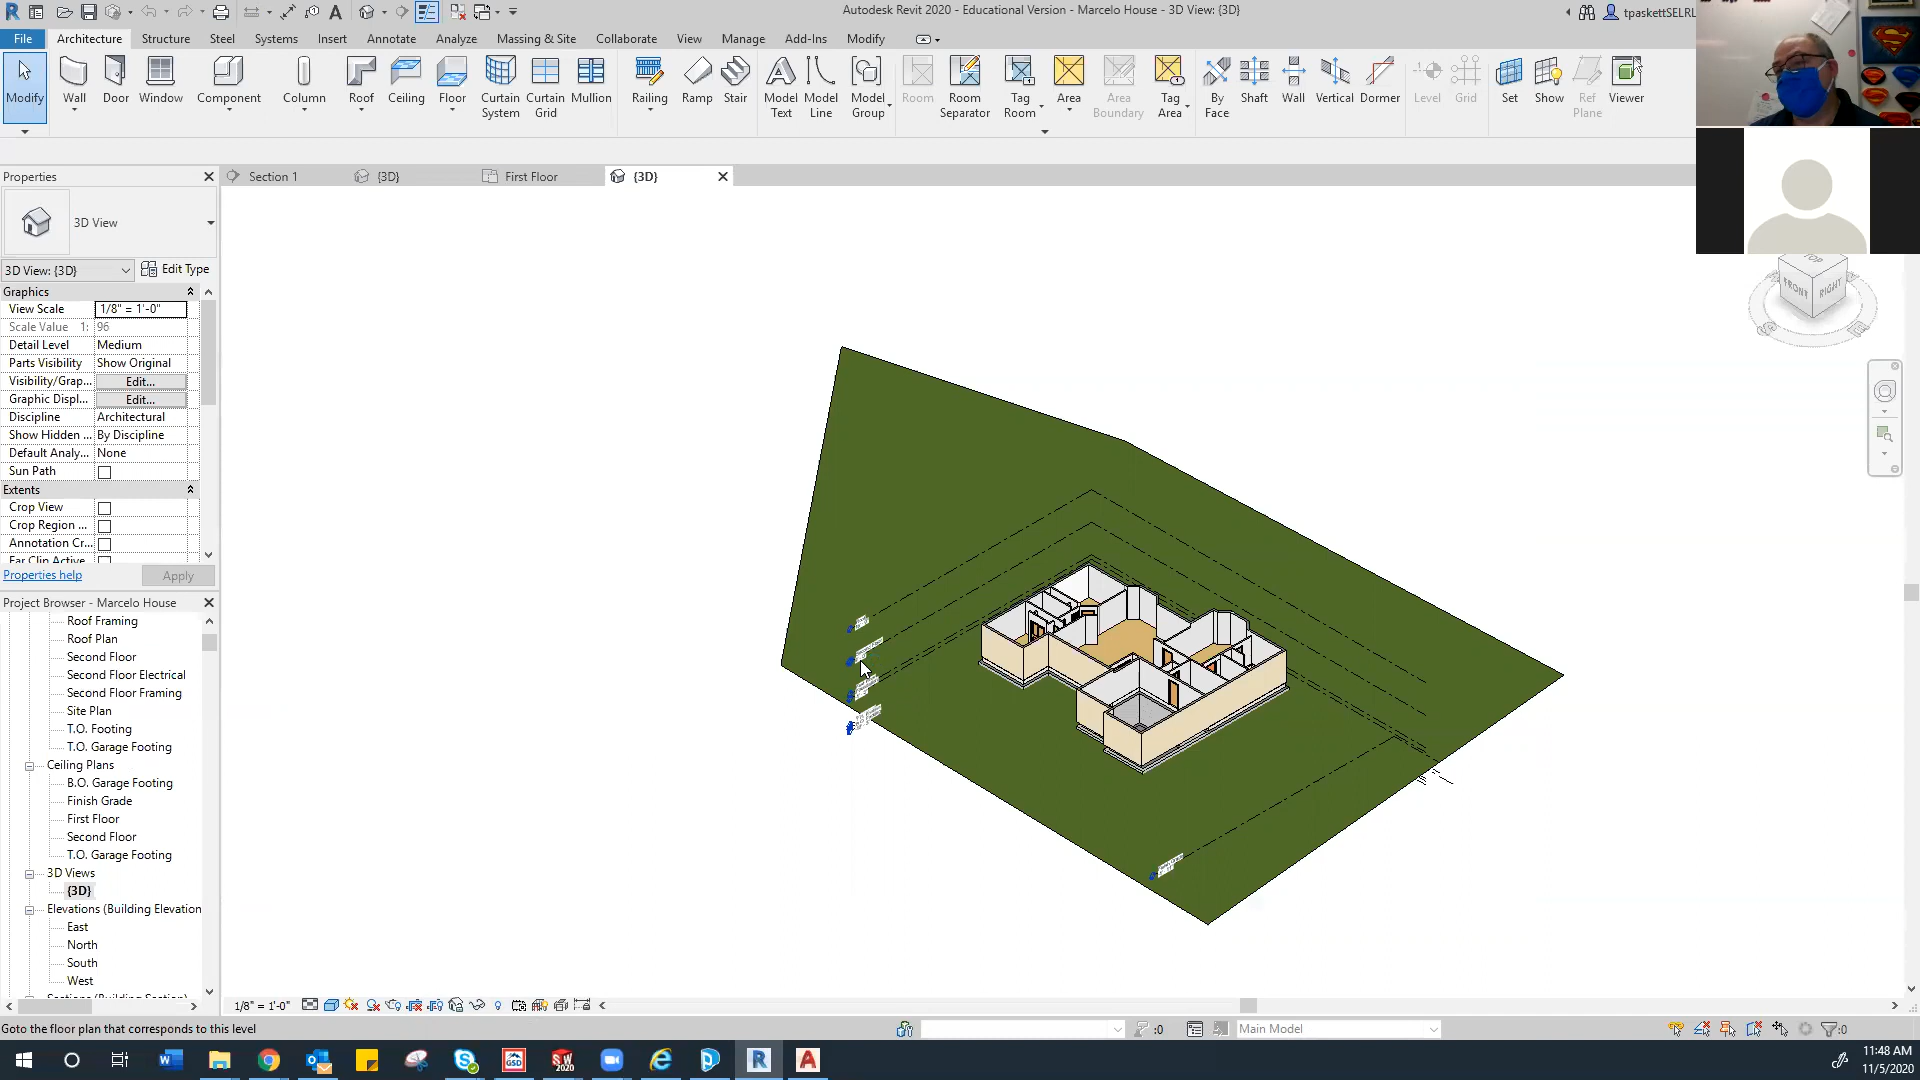 Autodesk Revit 2020 - Educational Version - Marcelo House - 3D View: {3D}
tpaskettSELRL
File Architecture Structure Steel Systems Insert Annotate Analyze Massing & Site Collaborate View Manage Add-Ins Modify
Modify Wall Door Window Component Column Roof Ceiling Floor Curtain System Curtain Grid Mullion Railing Ramp Stair Model Text Model Line Model Group Room Room Separator Tag Room Area Area Boundary Tag Area By Face Shaft Wall Vertical Dormer Level Grid Set Show Ref Plane Viewer
Properties
Section 1 {3D} First Floor {3D}
3D View
3D View: {3D} Edit Type
Graphics
View Scale 1/8" = 1'-0"
Scale Value 1: 96
Detail Level Medium
Parts Visibility Show Original
Visibility/Grap... Edit...
Graphic Displ... Edit...
Discipline Architectural
Show Hidden ... By Discipline
Default Analy... None
Sun Path
Extents
Crop View
Crop Region ...
Annotation Cr...
Far Clip Active
Properties help Apply
Project Browser - Marcelo House
Roof Framing
Roof Plan
Second Floor
Second Floor Electrical
Second Floor Framing
Site Plan
T.O. Footing
T.O. Garage Footing
Ceiling Plans
B.O. Garage Footing
Finish Grade
First Floor
Second Floor
T.O. Garage Footing
3D Views
{3D}
Elevations (Building Elevation
East
North
South
West
Sections (Building Section)
TOP
FRONT RIGHT
S E
1/8" = 1'-0"
Goto the floor plan that corresponds to this level
:0 Main Model :0
11:48 AM
11/5/2020